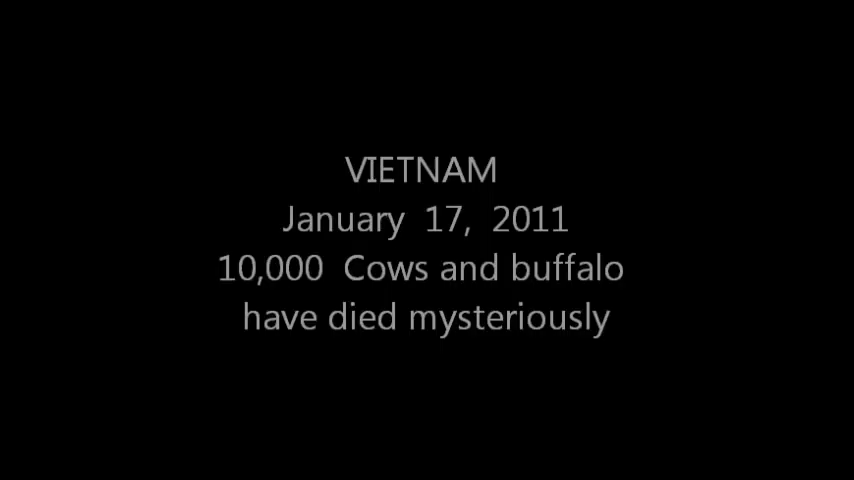 VIETNAM
January 17, 2011
10,000 Cows and buffalo
have died mysteriously